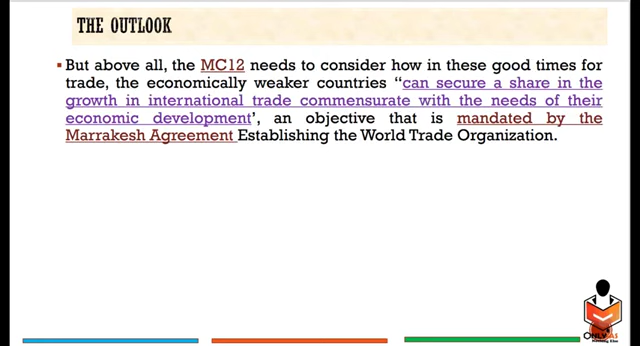 THE OUTLOOK
▪ But above all, the MC12 needs to consider how in these good times for
trade, the economically weaker countries “can secure a share in the
growth in international trade commensurate with the needs of their
economic development’, an objective that is mandated by the
Marrakesh Agreement Establishing the World Trade Organization.
ONLY IAS